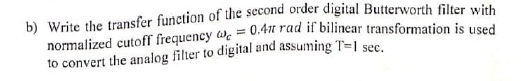 b) Write the transfer function of the second order digital Butterworth filter with
normalized cutoff frequency ω_c = 0.4π rad if bilinear transformation is used
to convert the analog filter to digital and assuming T=1 sec.